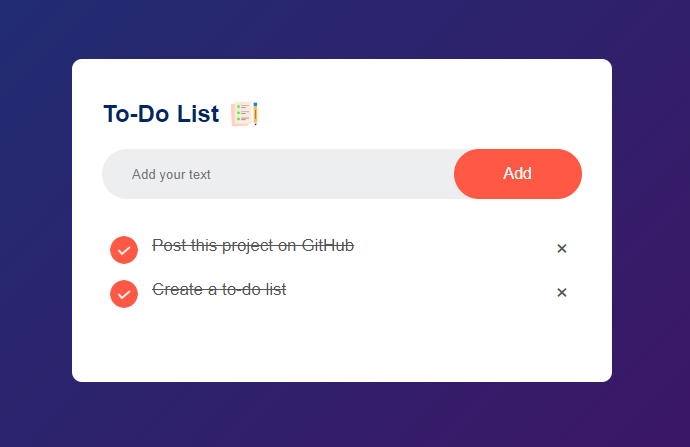 To-Do List
Add your text
Add
Post this project on GitHub
Create a to-do list